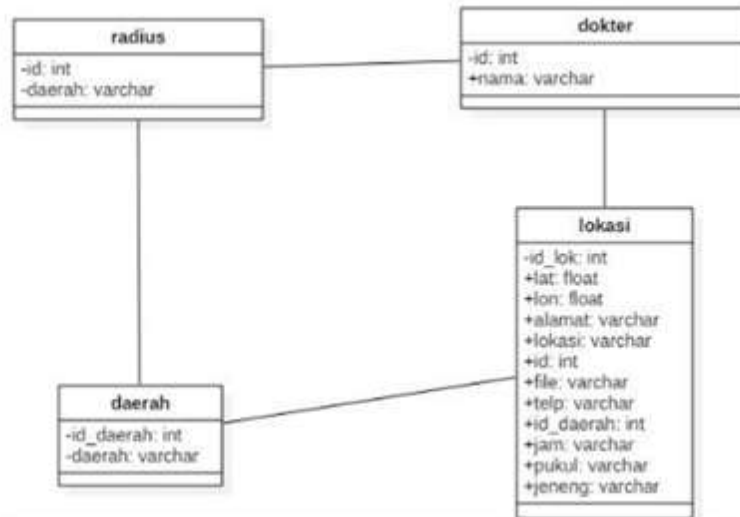 radius
-id: int
-daerah: varchar
dokter
-id: int
+nama: varchar
lokasi
-id_lok: int
+lat: float
+lon: float
+alamat: varchar
+lokasi: varchar
+id: int
+file: varchar
+telp: varchar
+id_daerah: int
+jam: varchar
+pukul: varchar
+jeneng: varchar
daerah
-id_daerah: int
-daerah: varchar